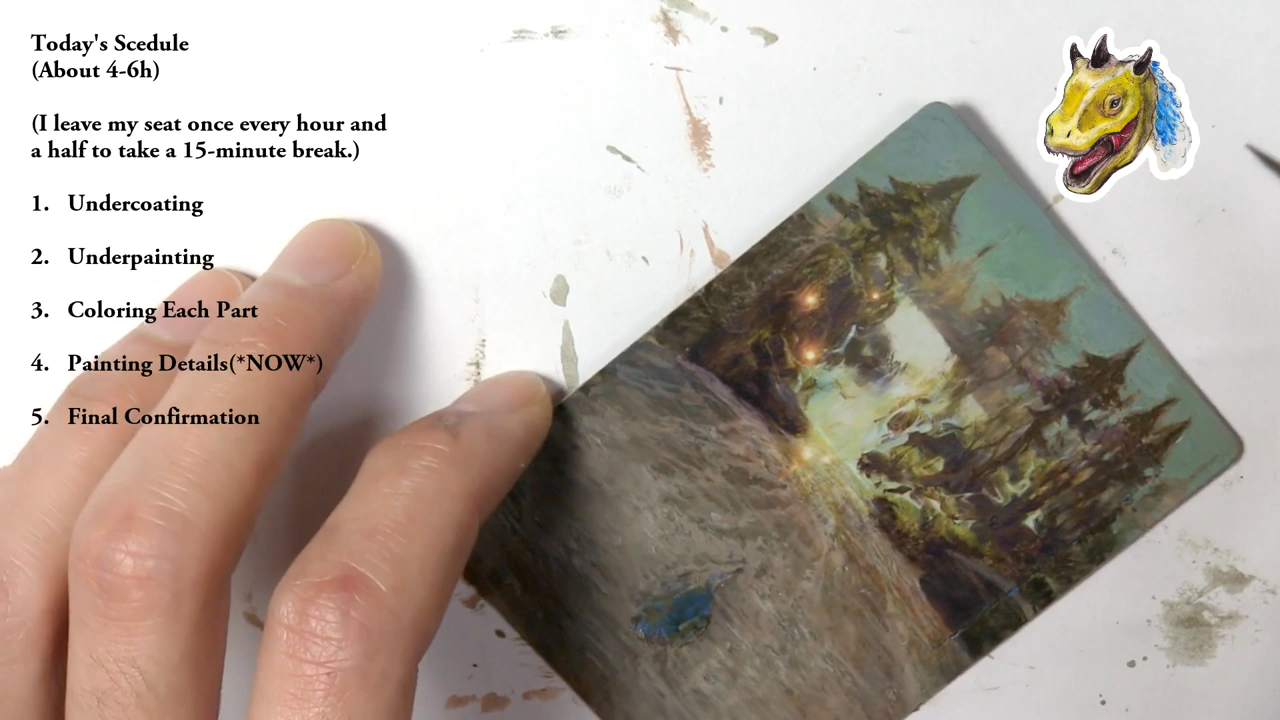 Today's Scedule
(About 4-6h)
(I leave my seat once every hour and
a half to take a 15-minute break.)
1. Undercoating
2. Underpainting
3. Coloring Each Part
4. Painting Details(*NOW*)
5. Final Confirmation